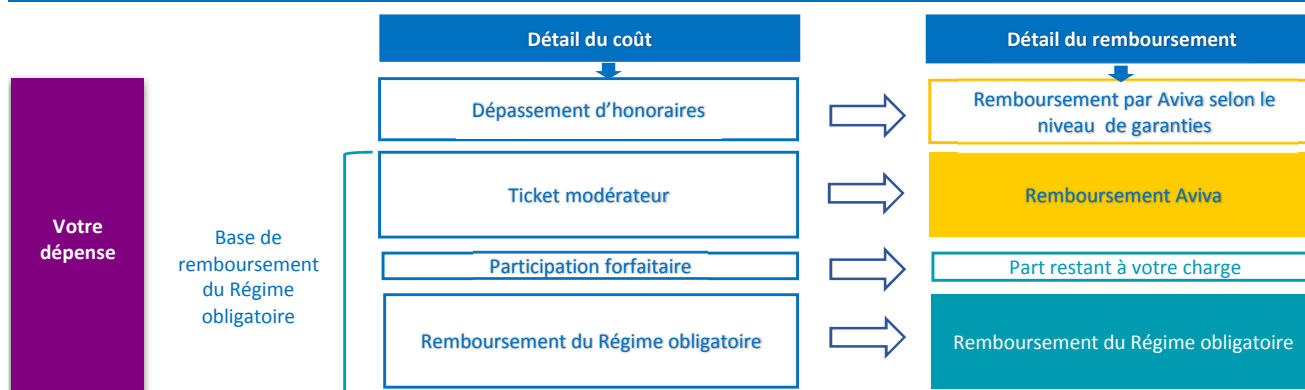 Détail du coût
Détail du remboursement
Dépassement d’honoraires
Remboursement par Aviva selon le
niveau de garanties
Ticket modérateur
Remboursement Aviva
Votre
dépense
Base de
remboursement
du Régime
obligatoire
Participation forfaitaire
Part restant à votre charge
Remboursement du Régime obligatoire
Remboursement du Régime obligatoire